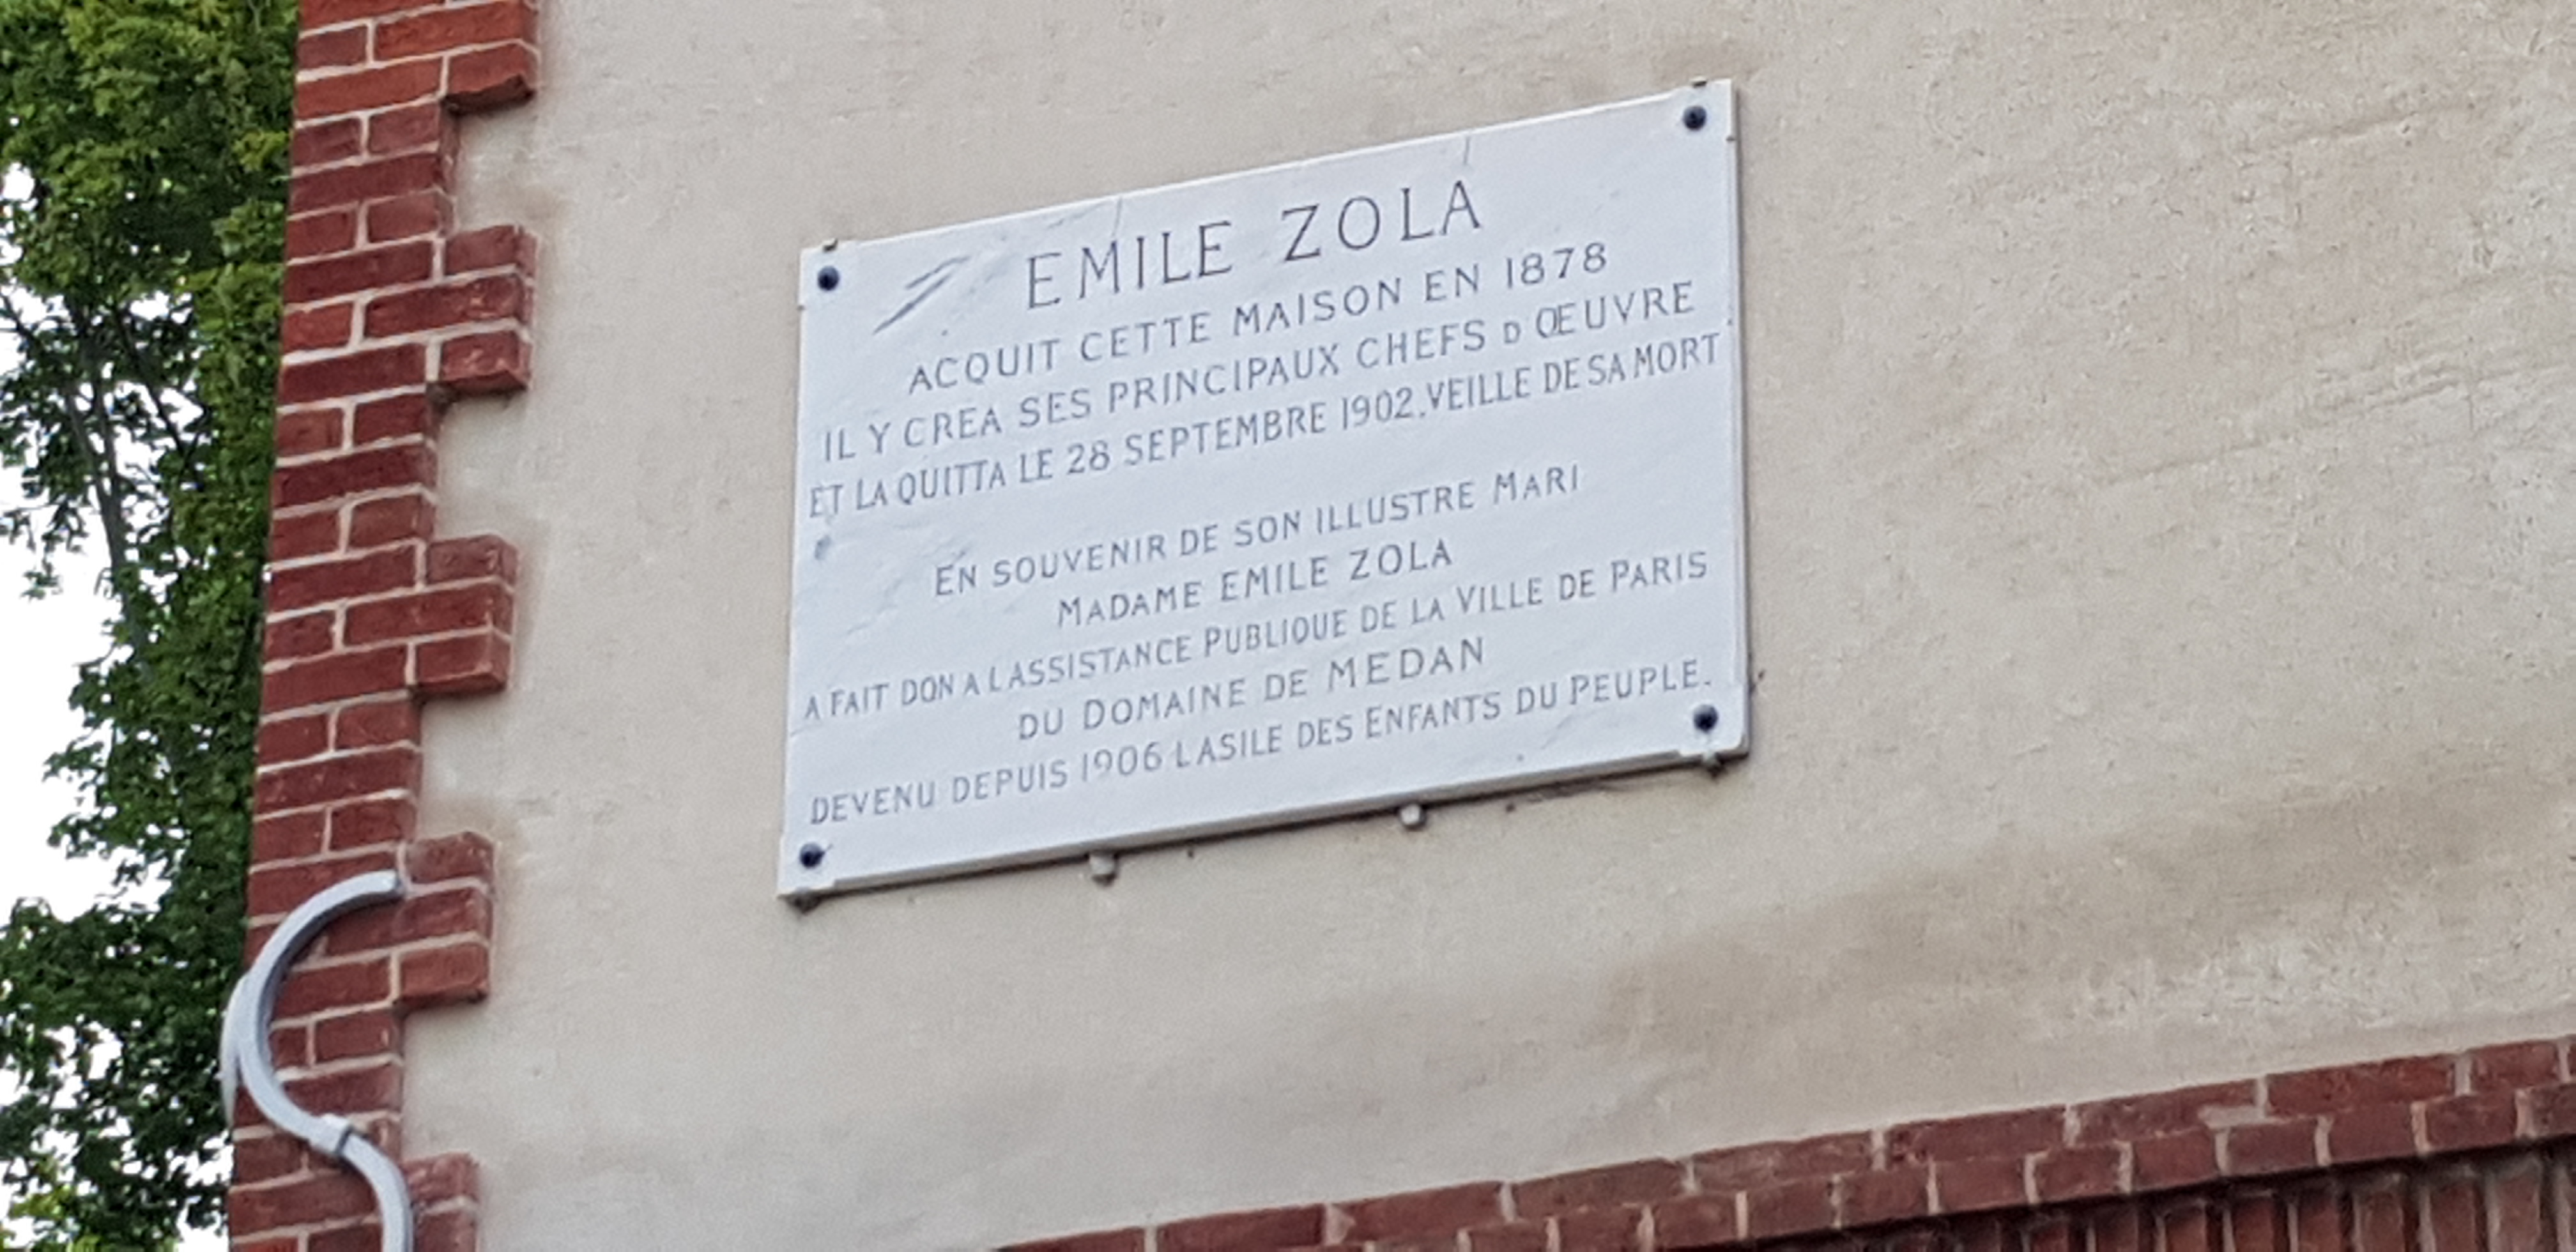 EMILE ZOLA
ACQUIT CETTE MAISON EN 1878
IL Y CREA SES PRINCIPAUX CHEFS D ŒUVRE
ET LA QUITTA LE 28 SEPTEMBRE 1902. VEILLE DE SA MORT
EN SOUVENIR DE SON ILLUSTRE MARI
MADAME EMILE ZOLA
A FAIT DON A L ASSISTANCE PUBLIQUE DE LA VILLE DE PARIS
DU DOMAINE DE MEDAN
DEVENU DEPUIS 1906 L ASILE DES ENFANTS DU PEUPLE.